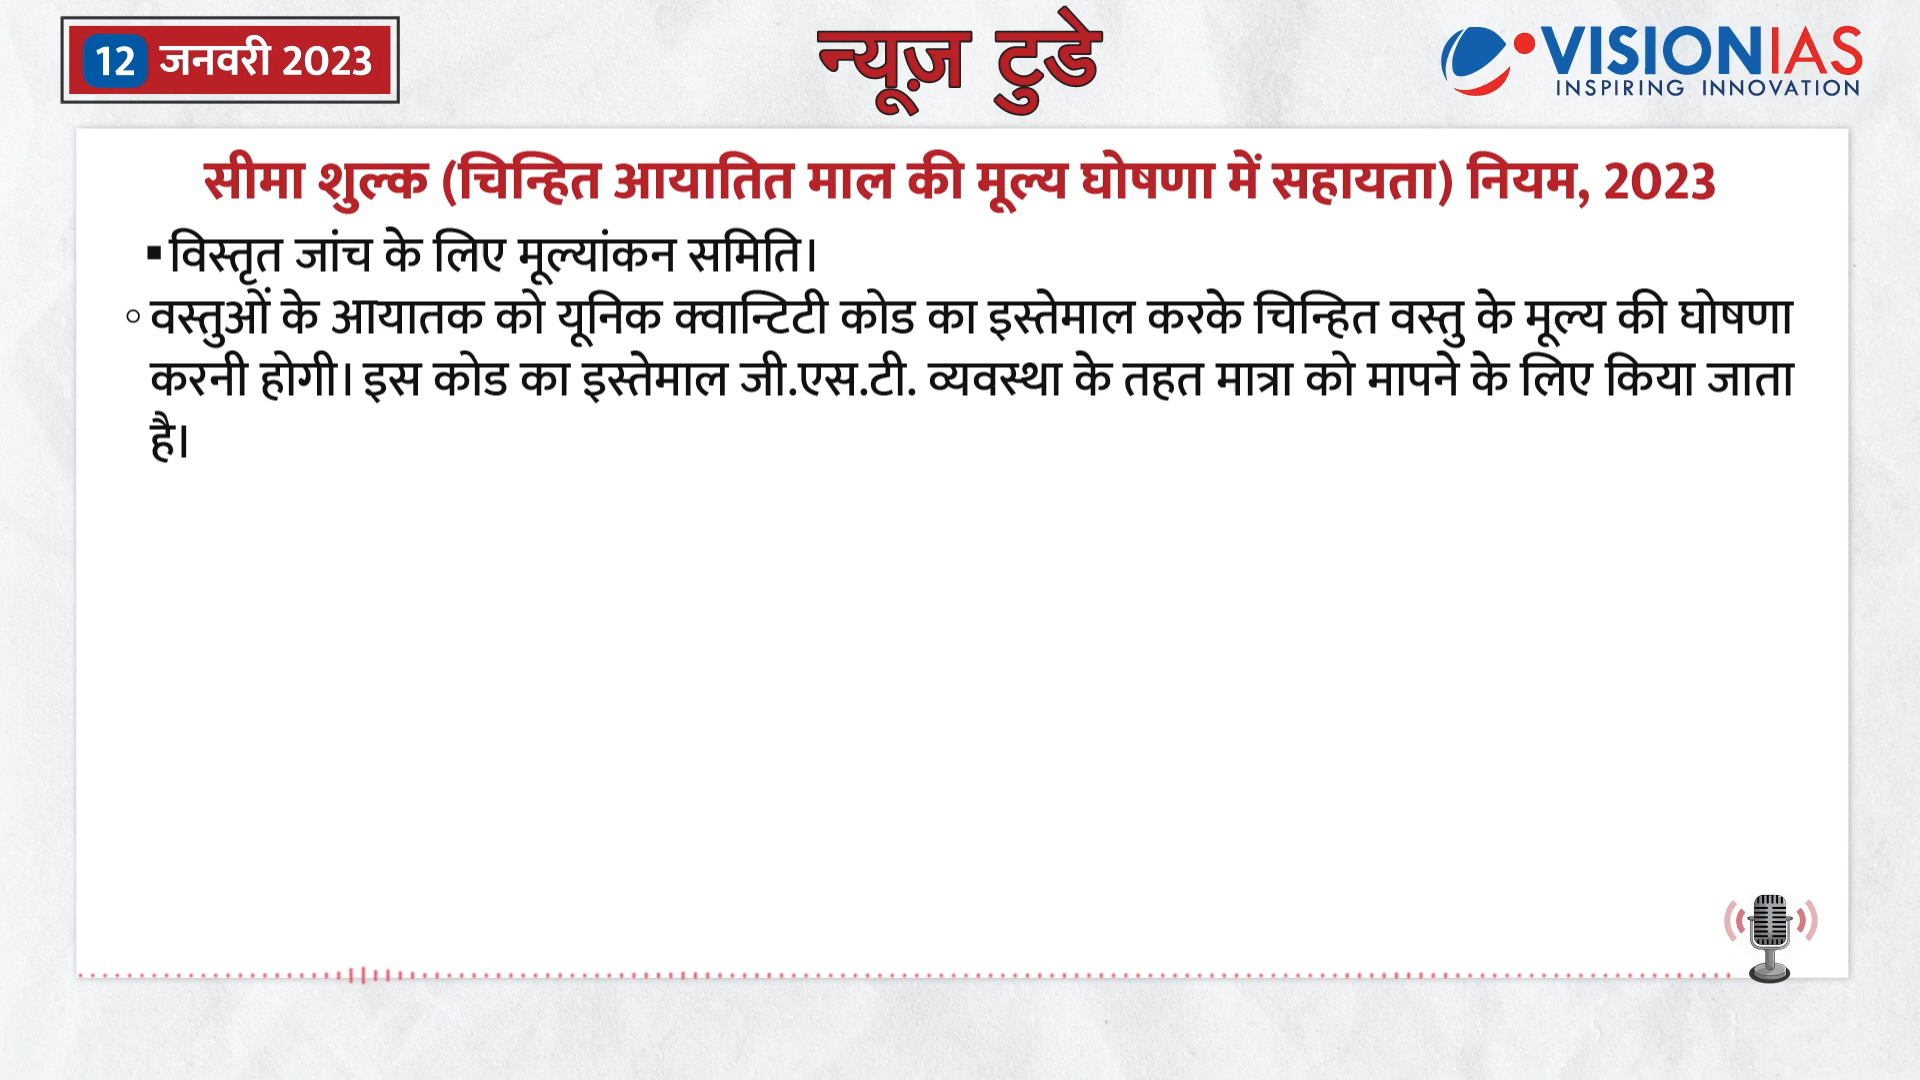 12 जनवरी 2023
न्यूज़ टुडे
VISIONIAS
INSPIRING INNOVATION
सीमा शुल्क (चिन्हित आयातित माल की मूल्य घोषणा में सहायता) नियम, 2023
▪ विस्तृत जांच के लिए मूल्यांकन समिति।
◦ वस्तुओं के आयातक को यूनिक क्वान्टिटी कोड का इस्तेमाल करके चिन्हित वस्तु के मूल्य की घोषणा
करनी होगी। इस कोड का इस्तेमाल जी.एस.टी. व्यवस्था के तहत मात्रा को मापने के लिए किया जाता
है।